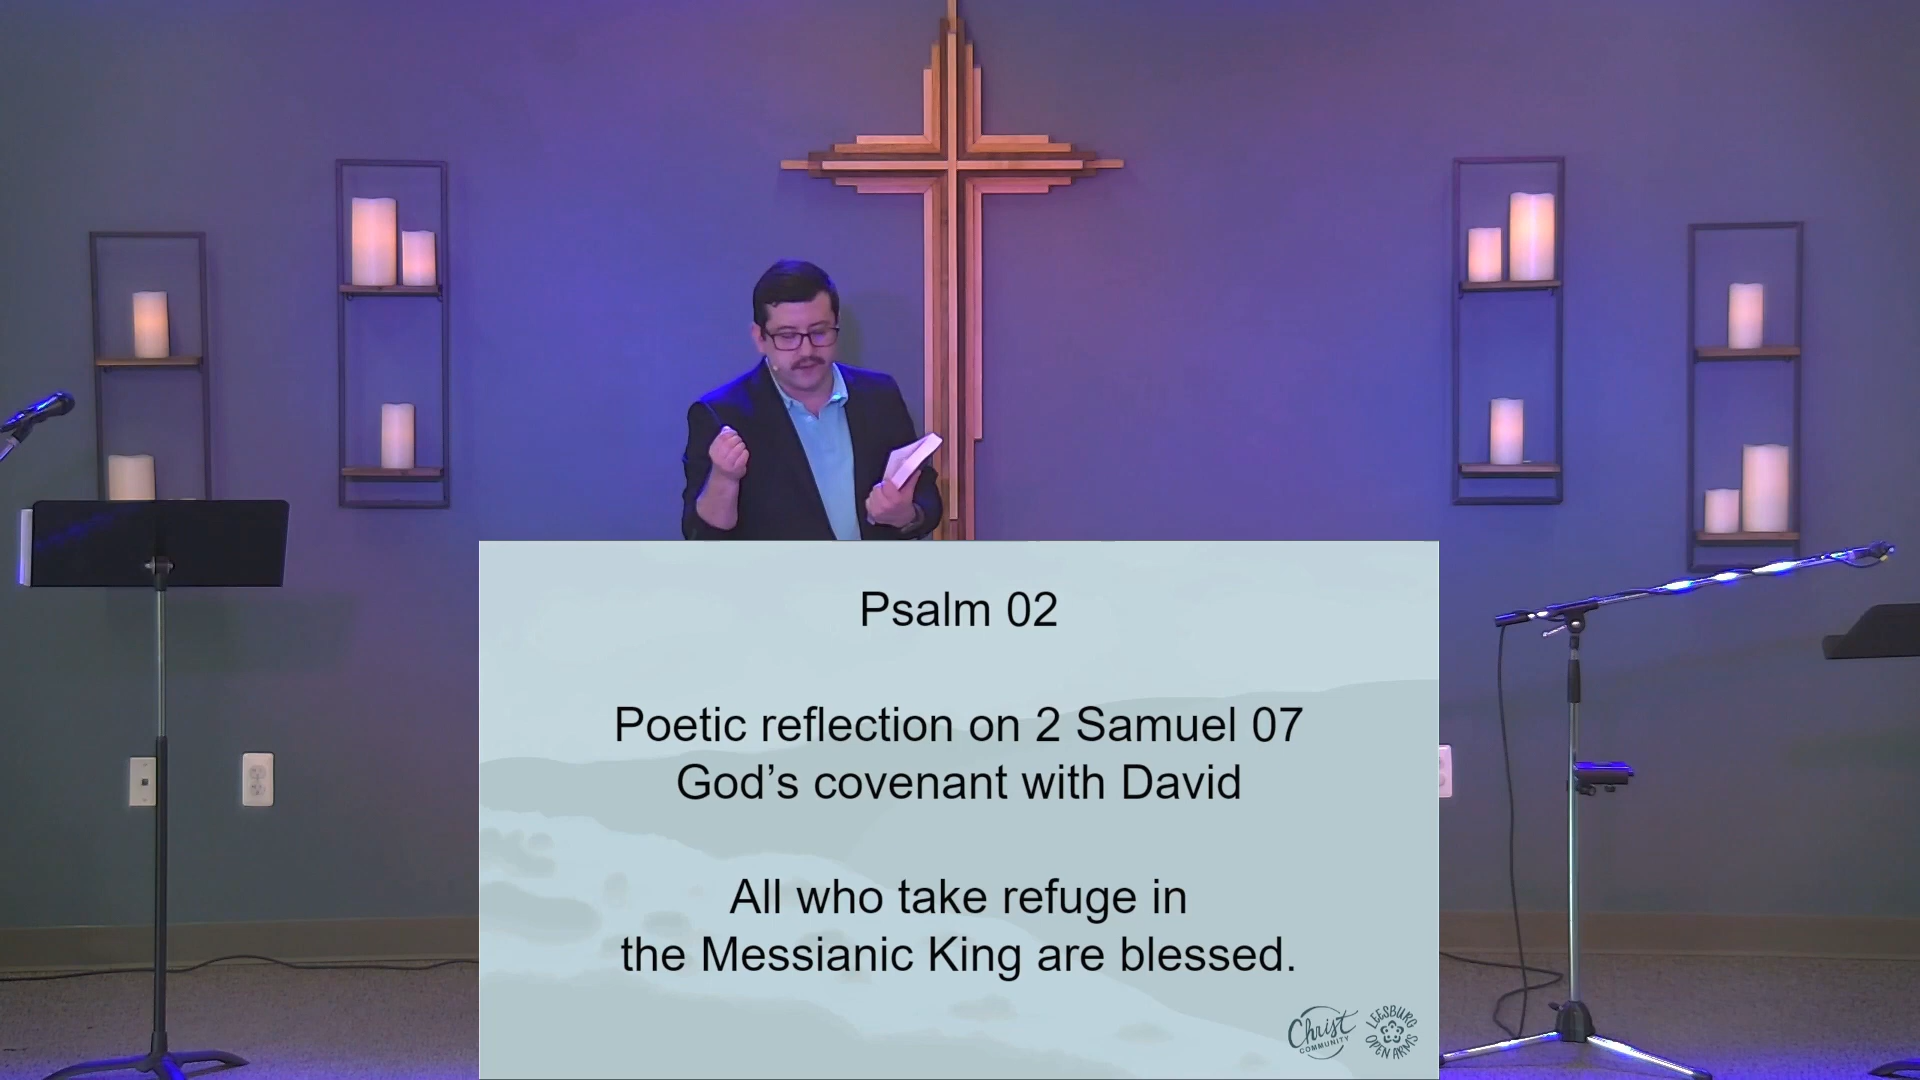 Psalm 02
Poetic reflection on 2 Samuel 07
God’s covenant with David
All who take refuge in
the Messianic King are blessed.
Christ
COMMUNITY
LEESBURG
OPEN ARMS